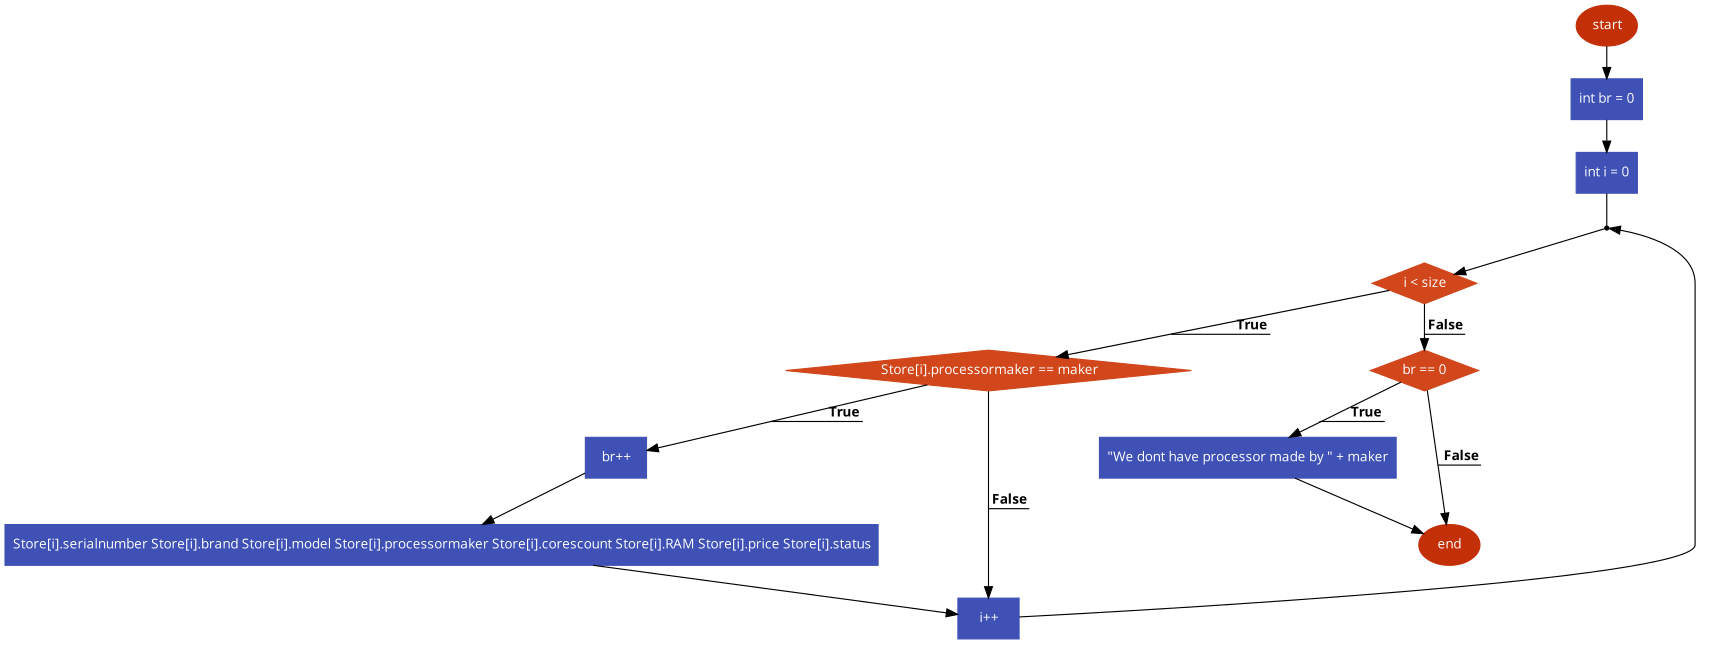 start
int br = 0
int i = 0
i < size
True
False
Store[i].processormaker == maker
br == 0
True
True
br++
"We dont have processor made by " + maker
False
False
Store[i].serialnumber Store[i].brand Store[i].model Store[i].processormaker Store[i].corescount Store[i].RAM Store[i].price Store[i].status
end
i++